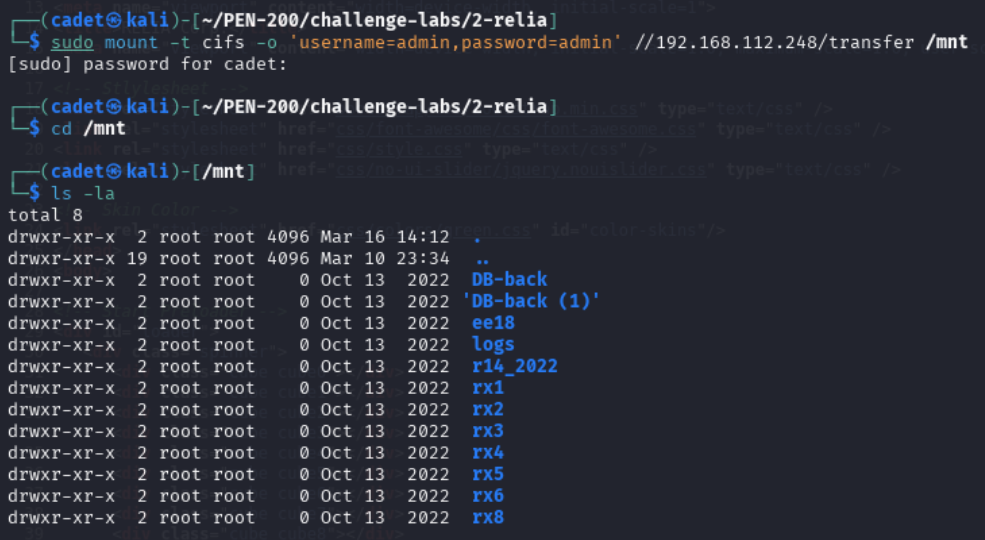 ┌──(cadet㉿kali)-[~/PEN-200/challenge-labs/2-relia]
└─$ sudo mount -t cifs -o 'username=admin,password=admin' //192.168.112.248/transfer /mnt
[sudo] password for cadet:
┌──(cadet㉿kali)-[~/PEN-200/challenge-labs/2-relia]
└─$ cd /mnt
┌──(cadet㉿kali)-[/mnt]
└─$ ls -la
total 8
drwxr-xr-x  2 root root 4096 Mar 16 14:12  .
drwxr-xr-x 19 root root 4096 Mar 10 23:34  ..
drwxr-xr-x  2 root root    0 Oct 13  2022  DB-back
drwxr-xr-x  2 root root    0 Oct 13  2022 'DB-back (1)'
drwxr-xr-x  2 root root    0 Oct 13  2022  ee18
drwxr-xr-x  2 root root    0 Oct 13  2022  logs
drwxr-xr-x  2 root root    0 Oct 13  2022  r14_2022
drwxr-xr-x  2 root root    0 Oct 13  2022  rx1
drwxr-xr-x  2 root root    0 Oct 13  2022  rx2
drwxr-xr-x  2 root root    0 Oct 13  2022  rx3
drwxr-xr-x  2 root root    0 Oct 13  2022  rx4
drwxr-xr-x  2 root root    0 Oct 13  2022  rx5
drwxr-xr-x  2 root root    0 Oct 13  2022  rx6
drwxr-xr-x  2 root root    0 Oct 13  2022  rx8